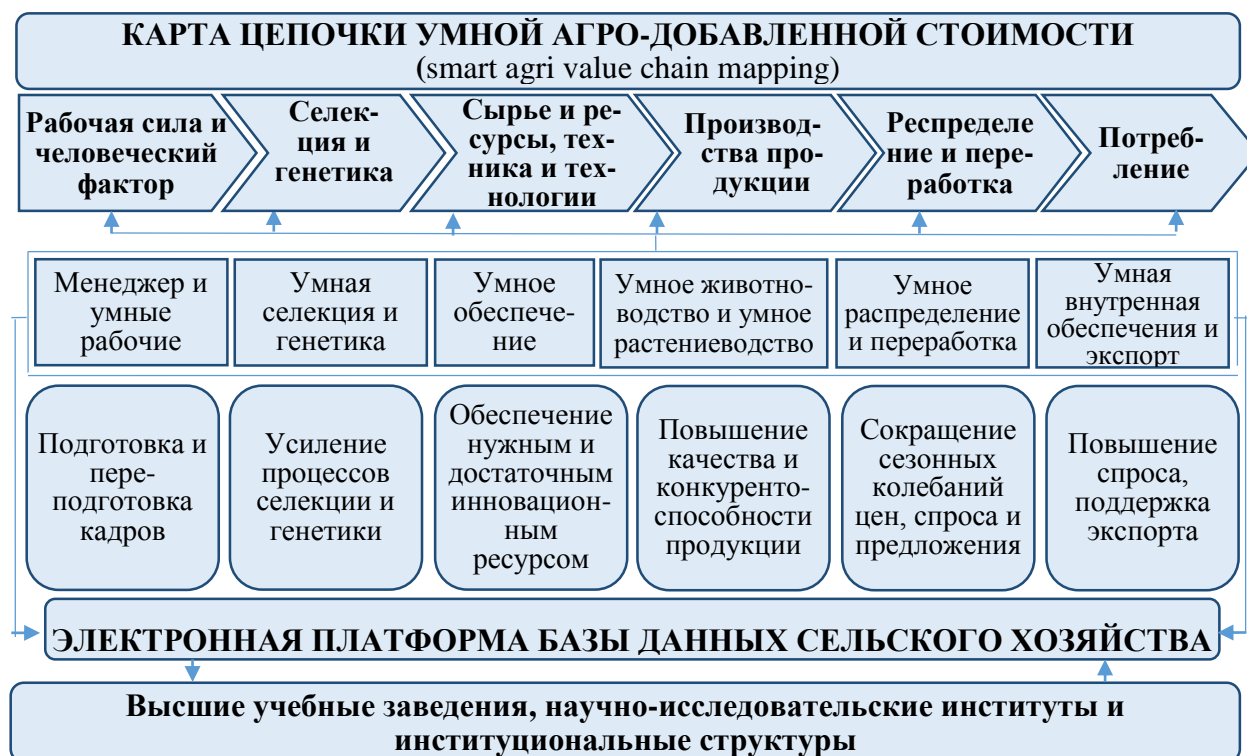 КАРТА ЦЕПОЧКИ УМНОЙ АГРО-ДОБАВЛЕННОЙ СТОИМОСТИ
(smart agri value chain mapping)
Рабочая сила и
человеческий
фактор
Селек-
ция и
генетика
Сырье и ре-
сурсы, тех-
ника и тех-
нологии
Производ-
ства про-
дукции
Респределе
ние и пере-
работка
Потреб-
ление
Менеджер и
умные
рабочие
Умная
селекция и
генетика
Умное
обеспече-
ние
Умное животно-
водство и умное
растениеводство
Умное
распределение
и переработка
Умная
внутренная
обеспечения и
экспорт
Подготовка и
пере-
подготовка
кадров
Усиление
процессов
селекции и
генетики
Обеспечение
нужным и
достаточным
инновацион-
ным
ресурсом
Повышение
качества и
конкуренто-
способности
продукции
Сокращение
сезонных
колебаний
цен, спроса и
предложения
Повышение
спроса,
поддержка
экспорта
ЭЛЕКТРОННАЯ ПЛАТФОРМА БАЗЫ ДАННЫХ СЕЛЬСКОГО ХОЗЯЙСТВА
Высшие учебные заведения, научно-исследовательские институты и
институциональные структуры